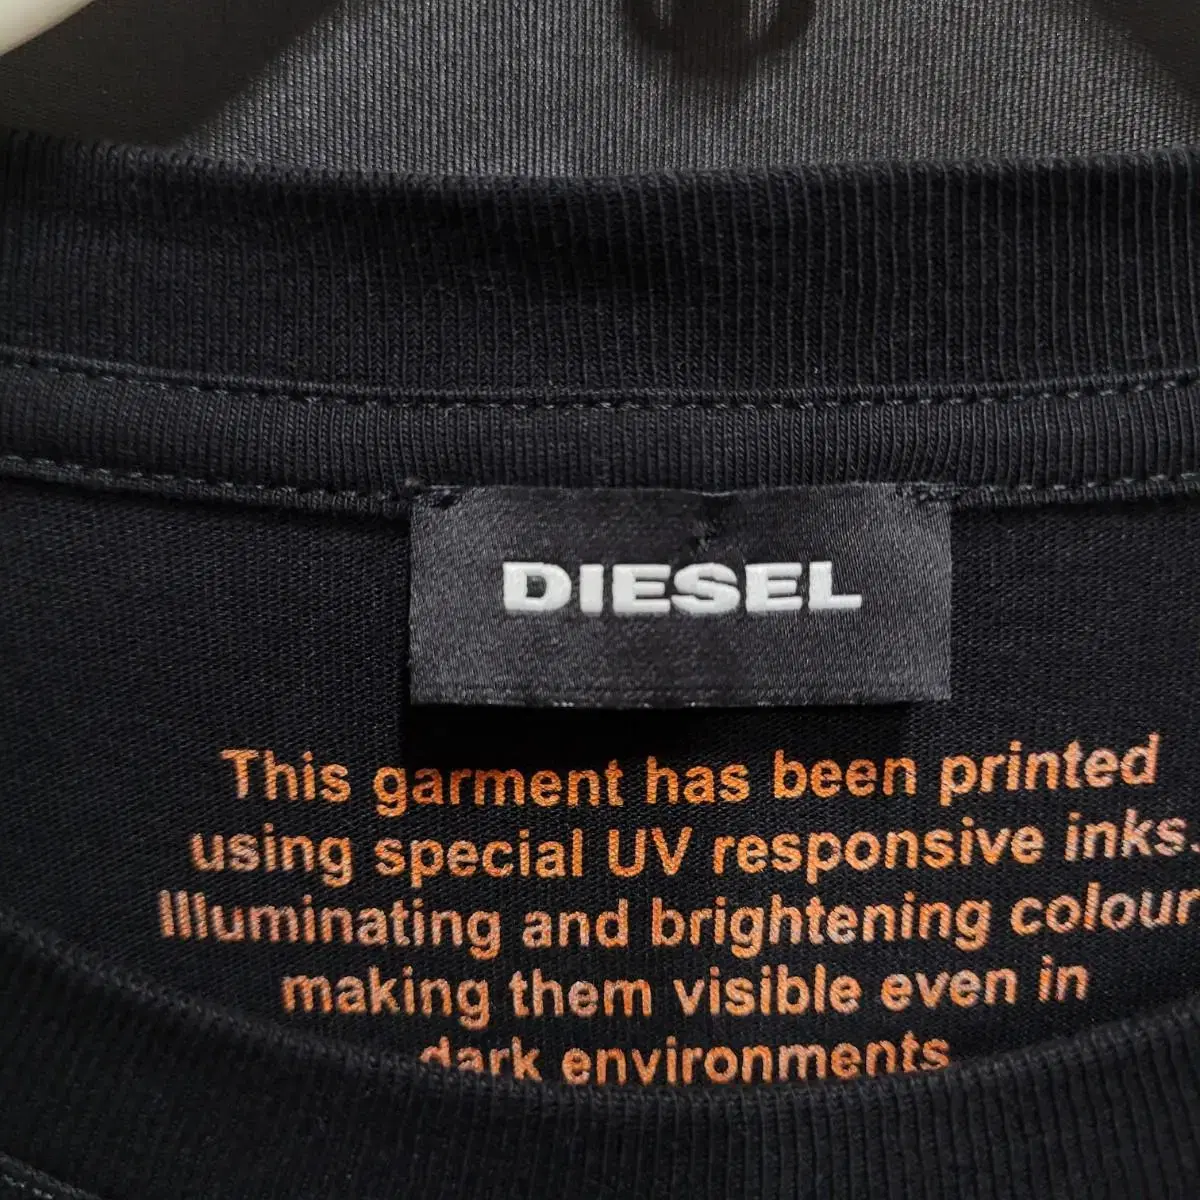 DIESEL
This garment has been printed
using special UV responsive inks.
Illuminating and brightening colour
making them visible even in
dark environments